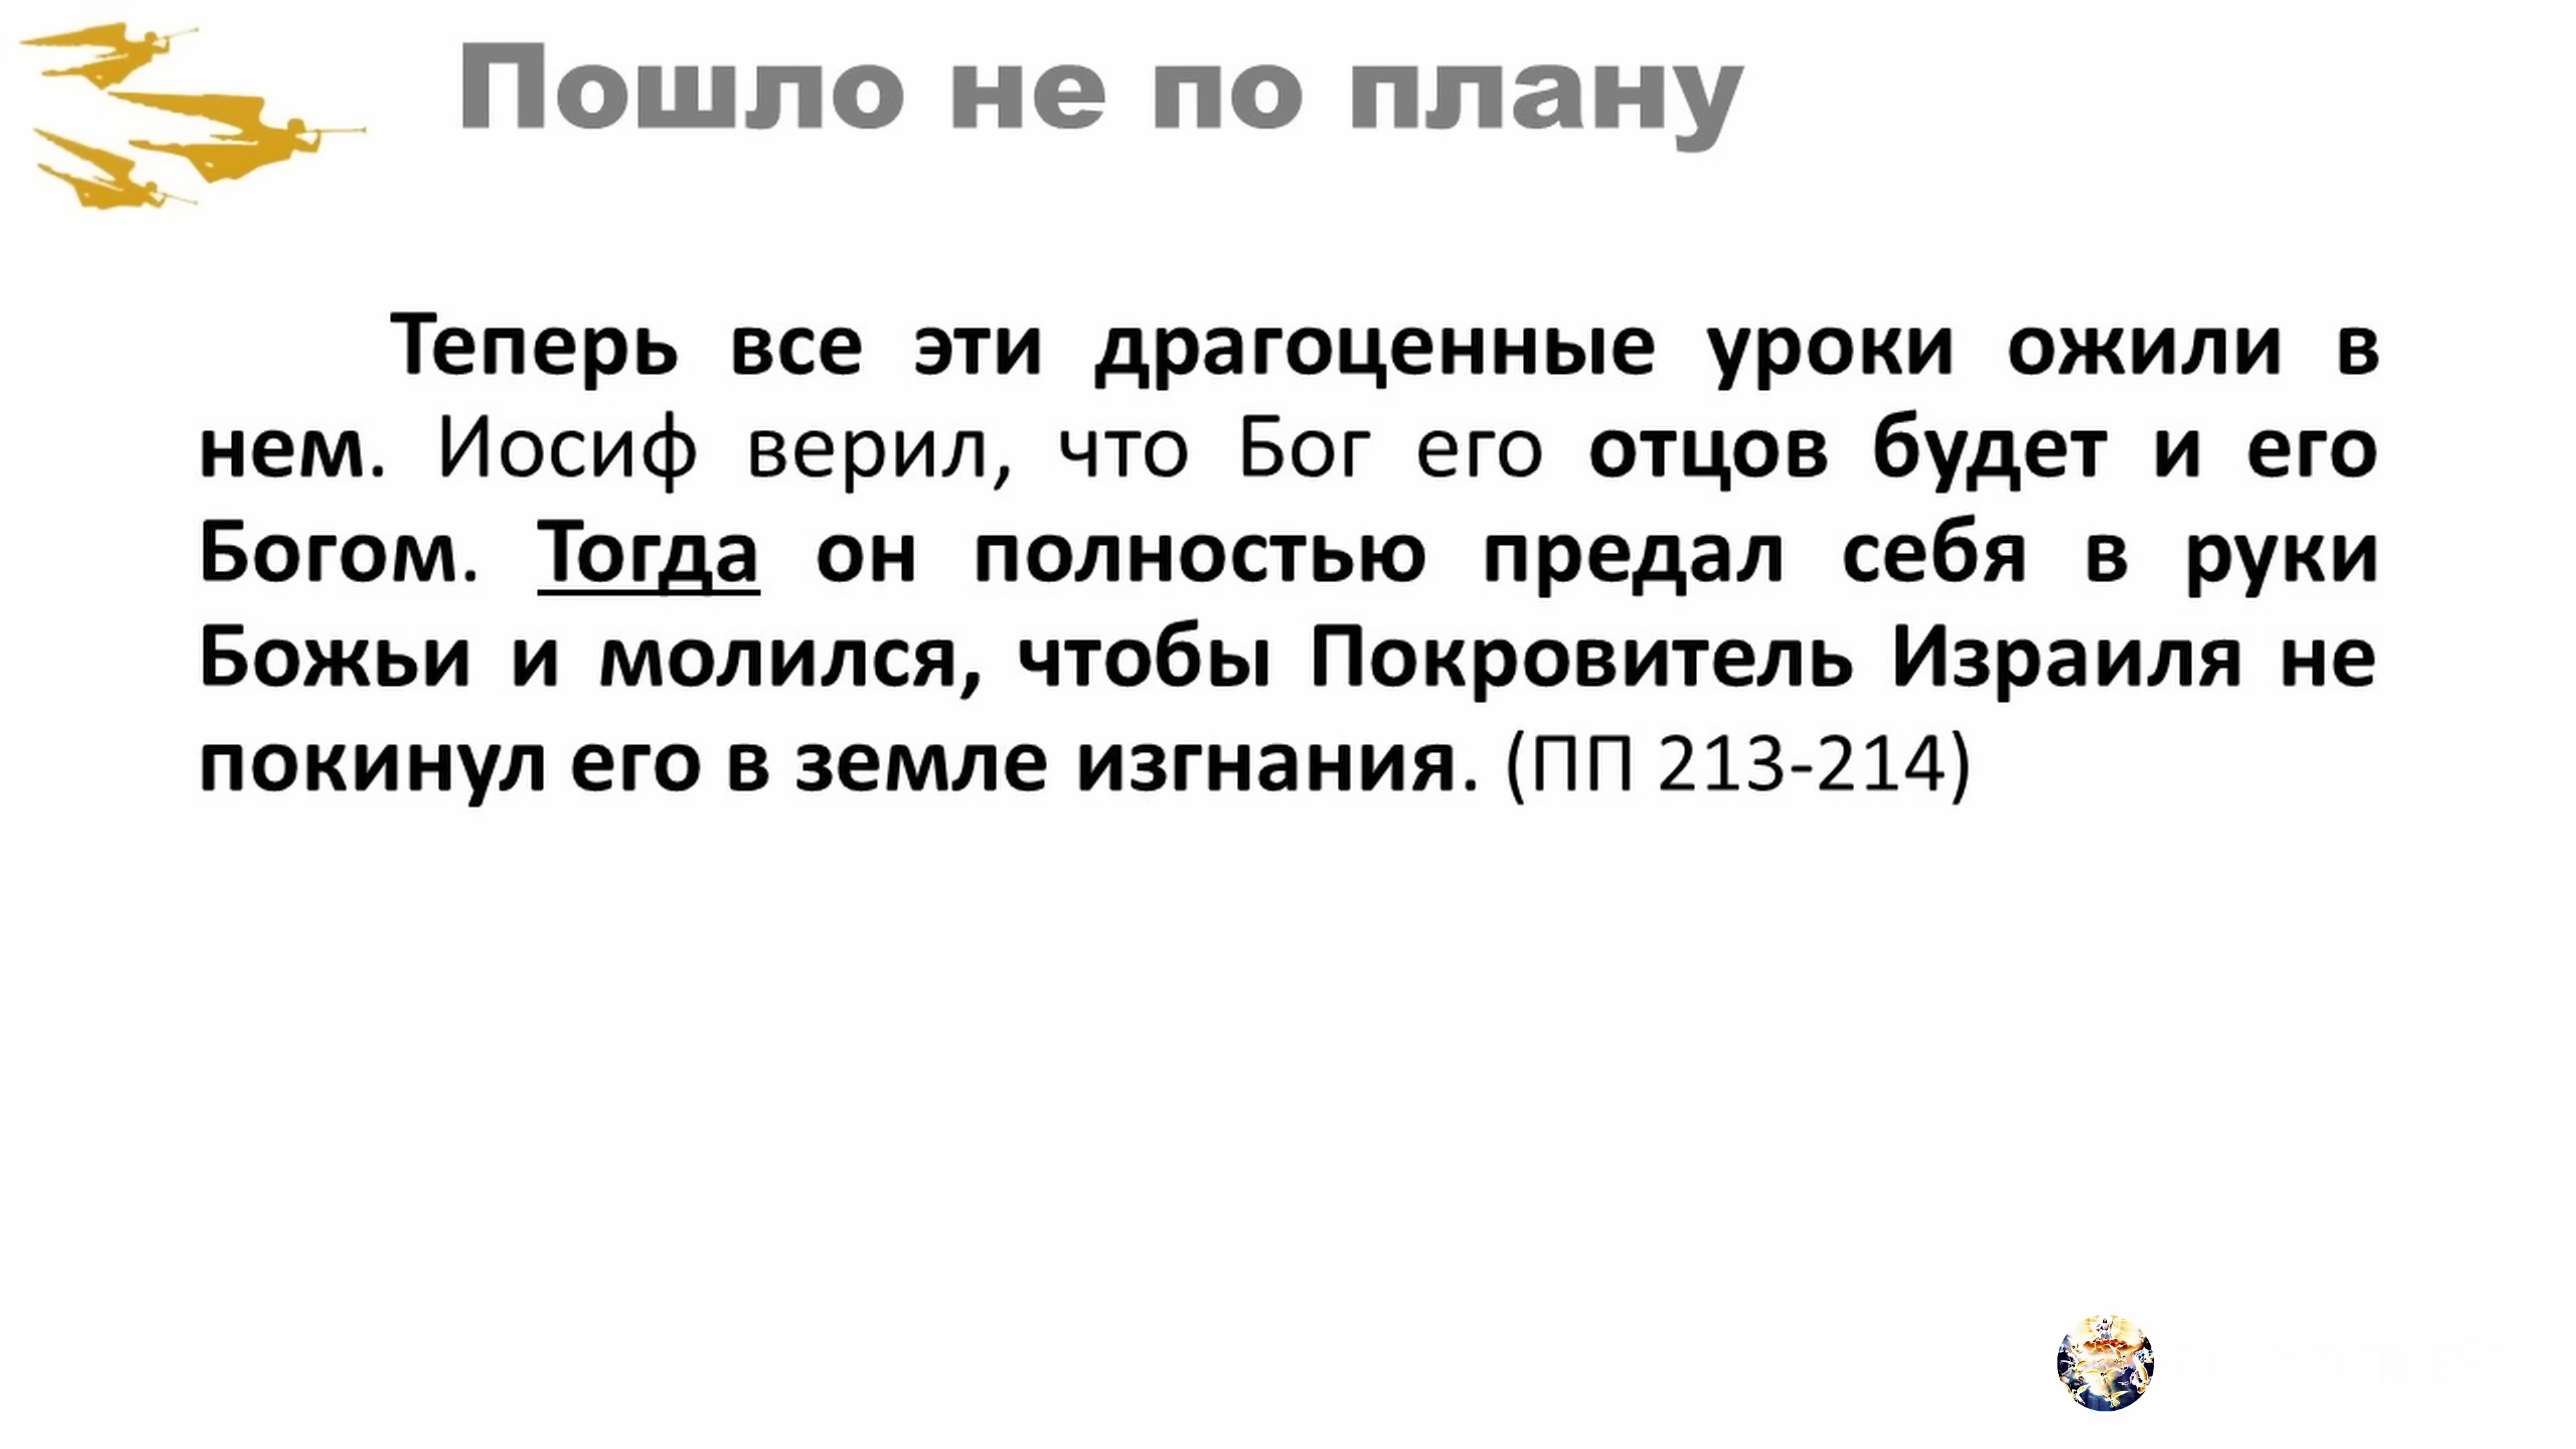 Пошло не по плану
Теперь все эти драгоценные уроки ожили в
нем. Иосиф верил, что Бог его отцов будет и его
Богом. Тогда он полностью предал себя в руки
Божьи и молился, чтобы Покровитель Израиля не
покинул его в земле изгнания. (ПП 213-214)